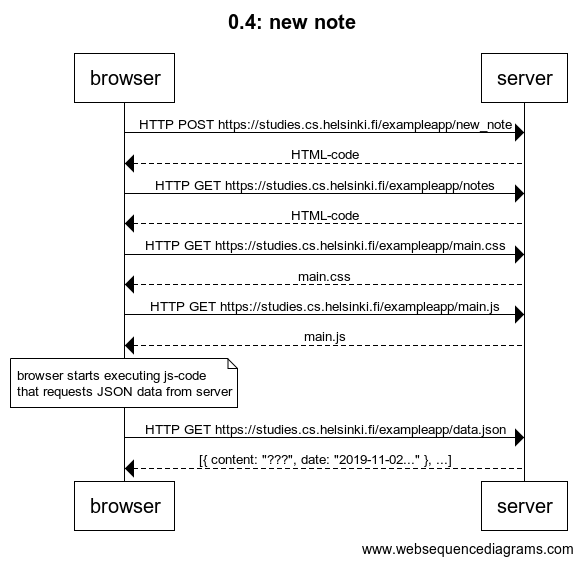 0.4: new note
browser
server
HTTP POST https://studies.cs.helsinki.fi/exampleapp/new_note
HTML-code
HTTP GET https://studies.cs.helsinki.fi/exampleapp/notes
HTML-code
HTTP GET https://studies.cs.helsinki.fi/exampleapp/main.css
main.css
HTTP GET https://studies.cs.helsinki.fi/exampleapp/main.js
main.js
browser starts executing js-code
that requests JSON data from server
HTTP GET https://studies.cs.helsinki.fi/exampleapp/data.json
[{ content: "???", date: "2019-11-02..." }, ...]
browser
server
www.websequencediagrams.com